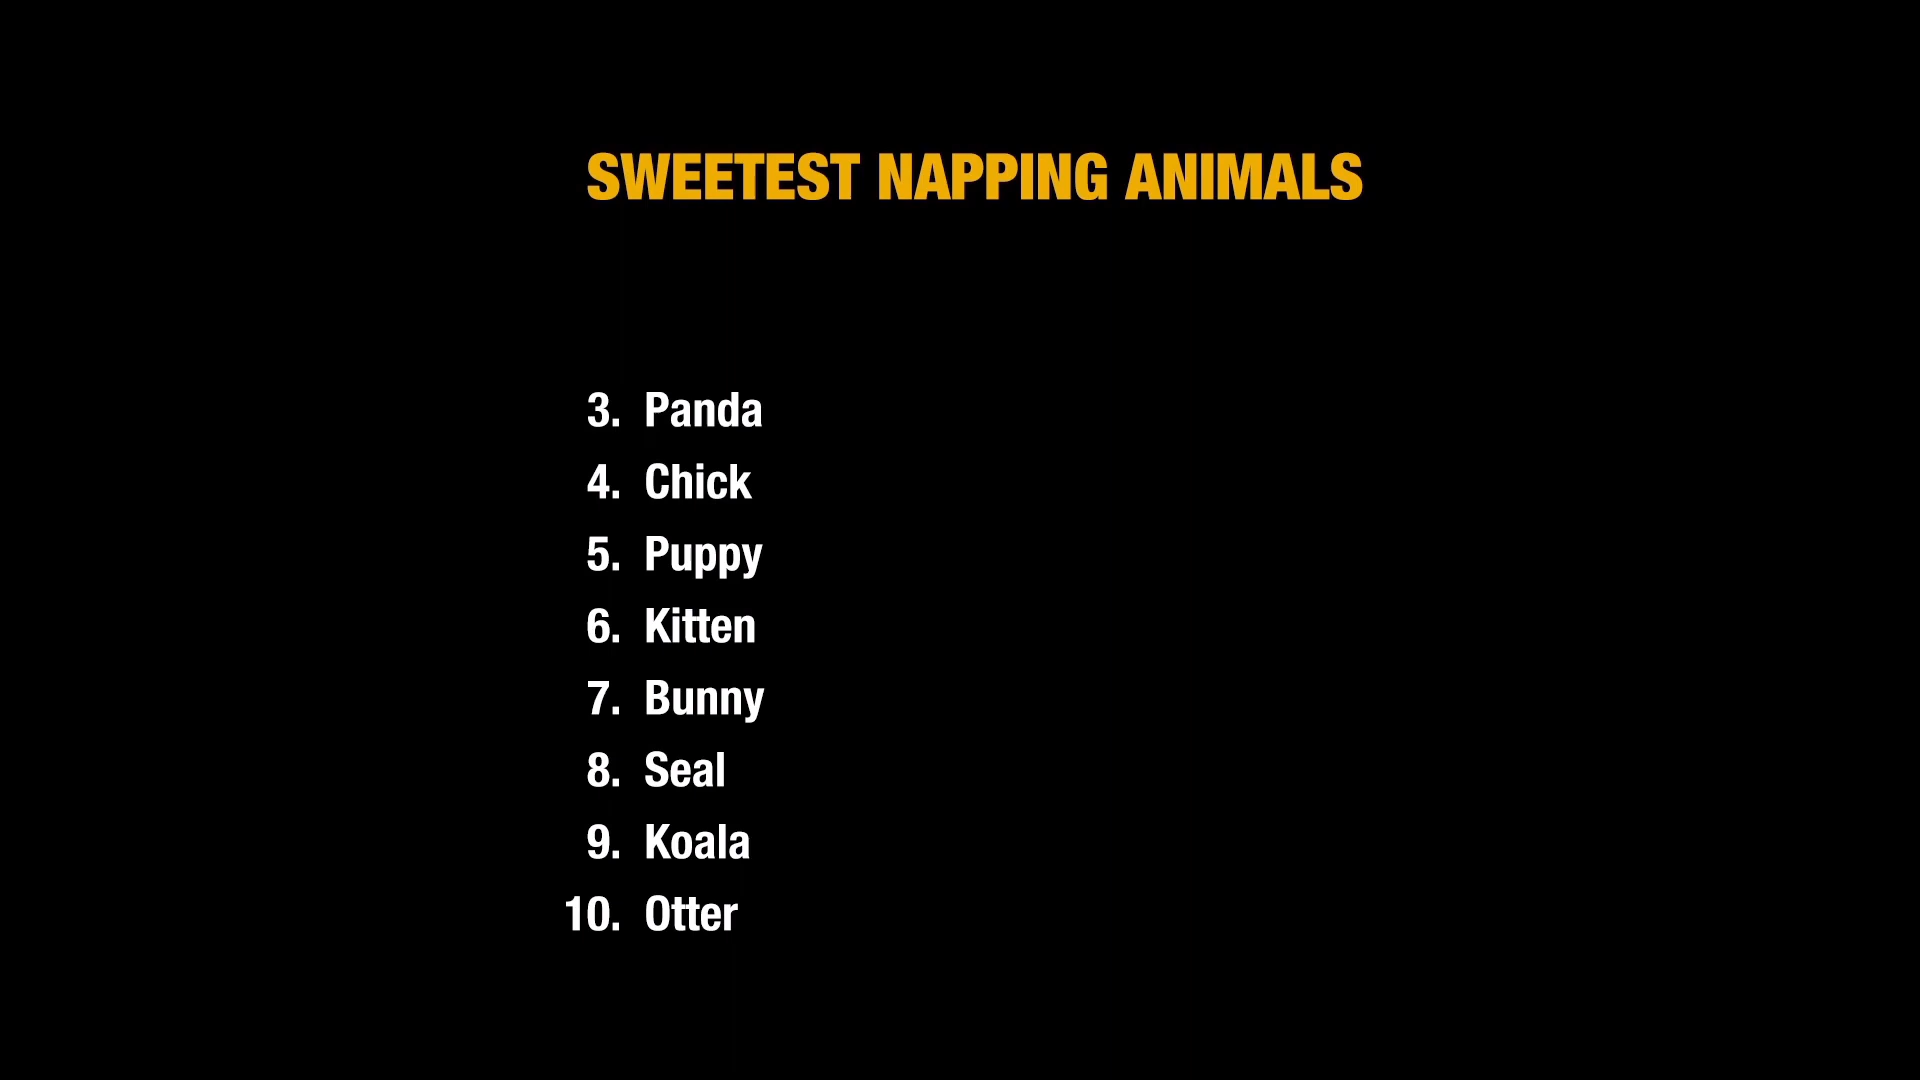 SWEETEST NAPPING ANIMALS
3. Panda
4. Chick
5. Puppy
6. Kitten
7. Bunny
8. Seal
9. Koala
10. Otter